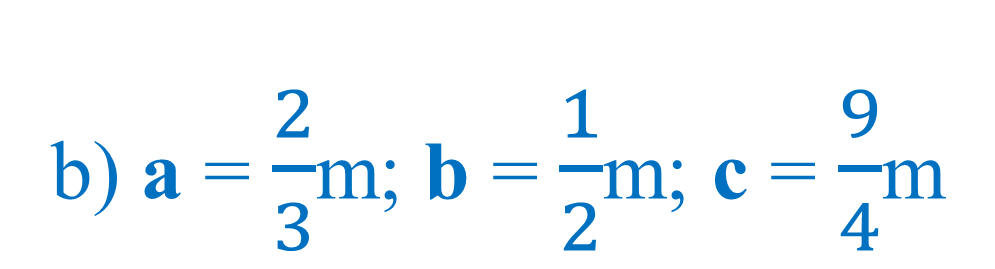 b) a = 2/3 m; b = 1/2 m; c = 9/4 m